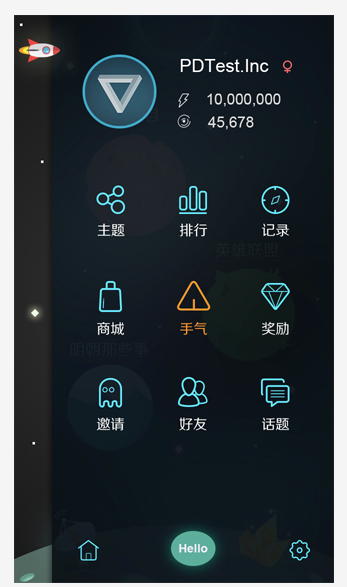 PDTest.Inc
10,000,000
45,678
主题 排行 记录
英雄联盟
商城 手气 奖励
明朝那些事
邀请 好友 话题
Hello